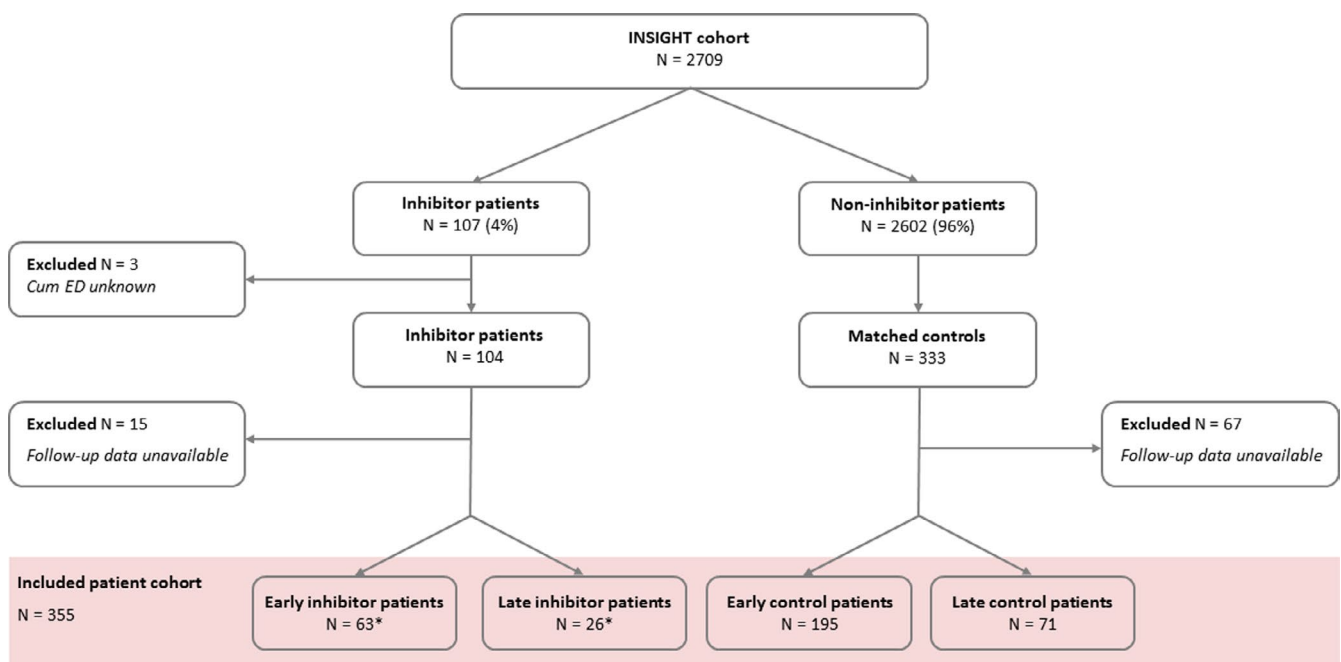 INSIGHT cohort
N = 2709
Inhibitor patients
N = 107 (4%)
Non-inhibitor patients
N = 2602 (96%)
Excluded N = 3
Cum ED unknown
Inhibitor patients
N = 104
Matched controls
N = 333
Excluded N = 15
Follow-up data unavailable
Excluded N = 67
Follow-up data unavailable
Included patient cohort
N = 355
Early inhibitor patients
N = 63*
Late inhibitor patients
N = 26*
Early control patients
N = 195
Late control patients
N = 71